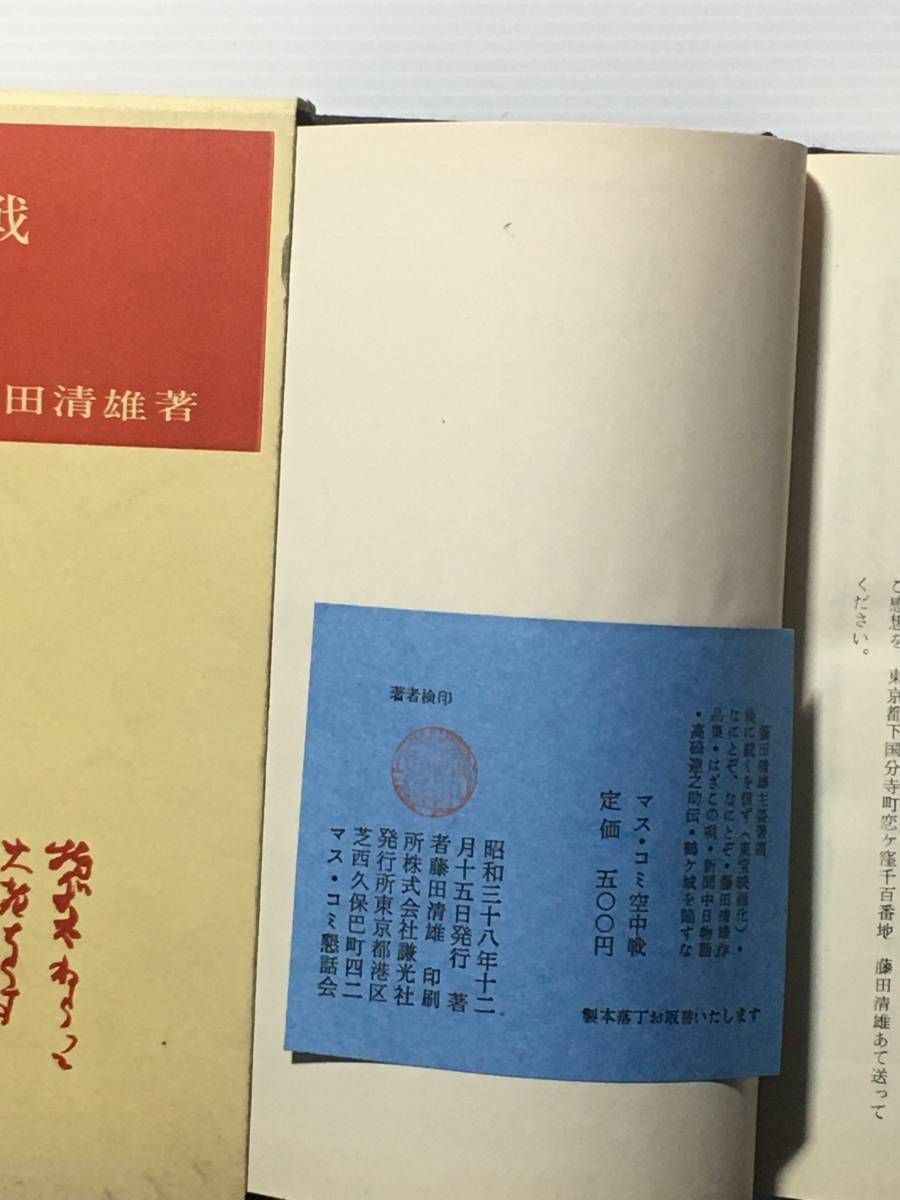 戦
田清雄著
ご感想を、東京都下国分寺町恋ケ窪千百番地 藤田清雄あて送って
ください。
藤田清雄主要著書
後に続くを信ず（東宝映画化）・
なにとぞ、なにとぞ・藤田清雄作
品集・はざこの唄・新聞中日物語
・高碕達之助伝・鶴ケ城を陥すな
マス・コミ空中戦
定価 五〇〇円
著者検印
昭和三十八年十二
月十五日発行 著
者藤田清雄 印刷
所株式会社謙光社
発行所東京都港区
芝西久保巴町四二
マス・コミ懇話会
製本落丁お取替いたします